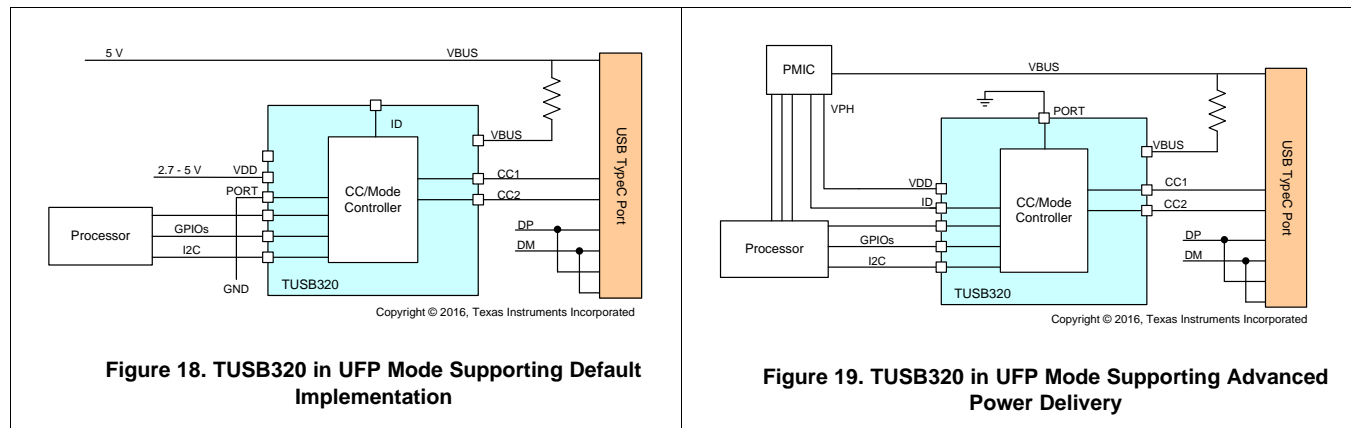 5 V
VBUS
ID
VBUS
2.7 - 5 V
VDD
PORT
CC/Mode
Controller
CC1
CC2
Processor
GPIOs
I2C
DP
DM
GND
TUSB320
USB TypeC Port
Copyright © 2016, Texas Instruments Incorporated
Figure 18. TUSB320 in UFP Mode Supporting Default
Implementation
PMIC
VBUS
VPH
PORT
VBUS
VDD
ID
CC/Mode
Controller
CC1
CC2
Processor
GPIOs
I2C
DP
DM
TUSB320
USB TypeC Port
Copyright © 2016, Texas Instruments Incorporated
Figure 19. TUSB320 in UFP Mode Supporting Advanced
Power Delivery